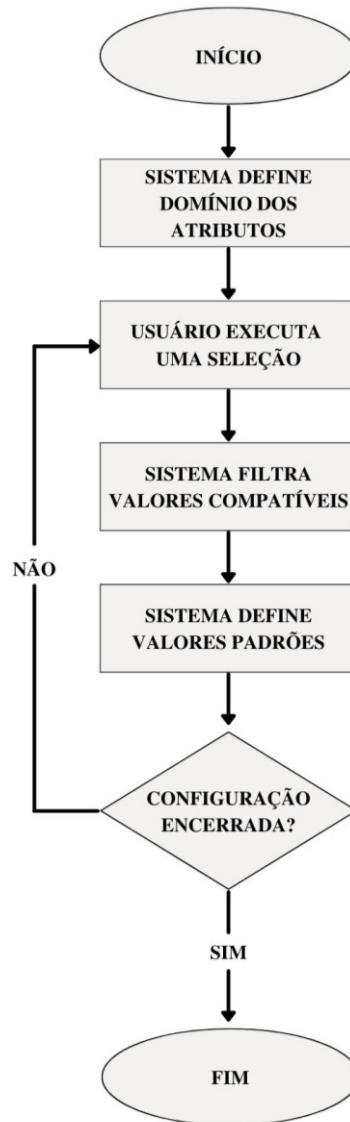 INÍCIO
SISTEMA DEFINE
DOMÍNIO DOS
ATRIBUTOS
USUÁRIO EXECUTA
UMA SELEÇÃO
SISTEMA FILTRA
VALORES COMPATÍVEIS
NÃO
SISTEMA DEFINE
VALORES PADRÕES
CONFIGURAÇÃO
ENCERRADA?
SIM
FIM